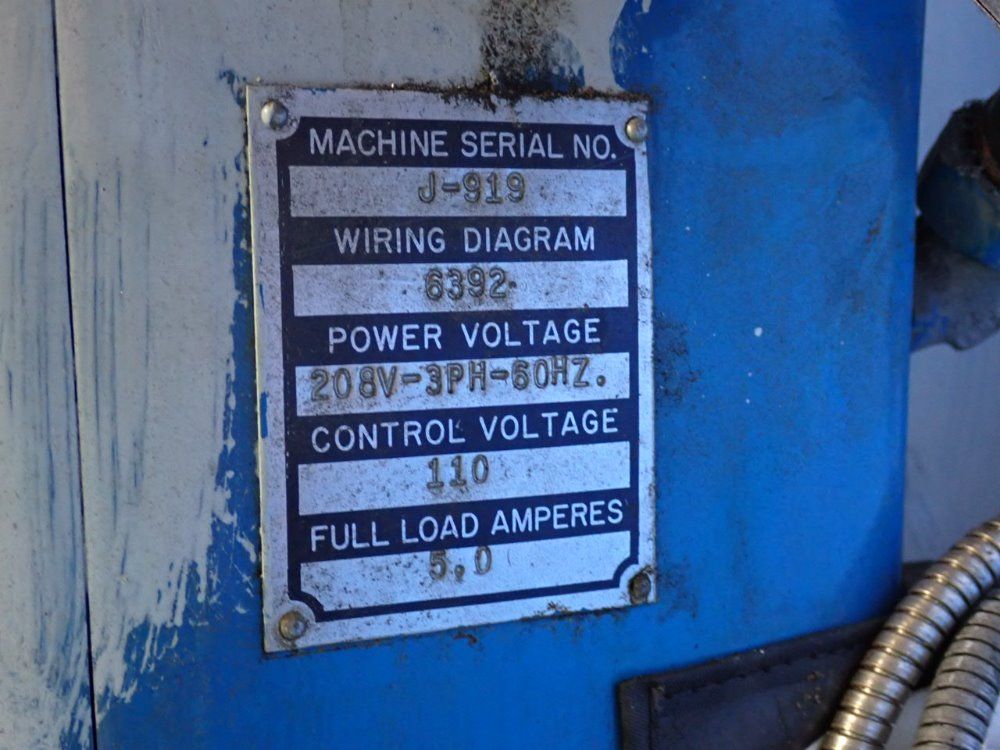 MACHINE SERIAL NO.
J-919
WIRING DIAGRAM
6392
POWER VOLTAGE
208V-3PH-60HZ.
CONTROL VOLTAGE
110
FULL LOAD AMPERES
5,0